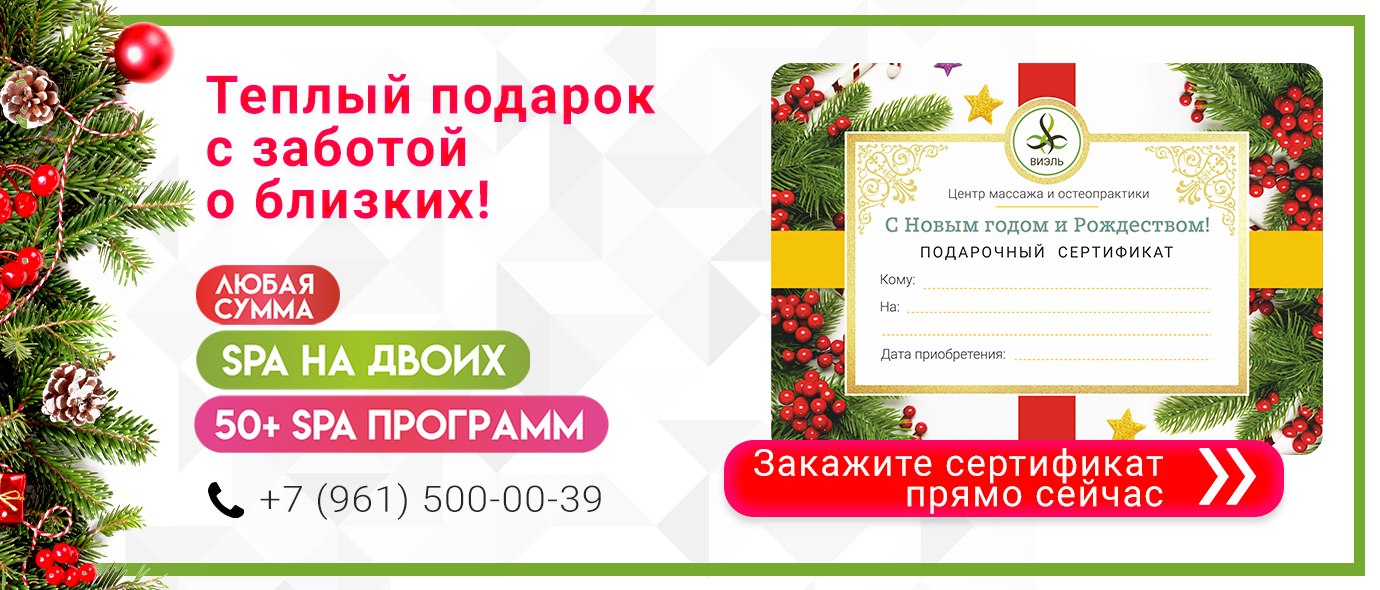 Теплый подарок
с заботой
о близких!
ЛЮБАЯ
СУММА
SPA НА ДВОИХ
50+ SPA ПРОГРАММ
+7 (961) 500-00-39
ВИЭЛЬ
Центр массажа и остеопрактики
С Новым годом и Рождеством!
ПОДАРОЧНЫЙ СЕРТИФИКАТ
Кому:
На:
Дата приобретения:
Закажите сертификат
прямо сейчас